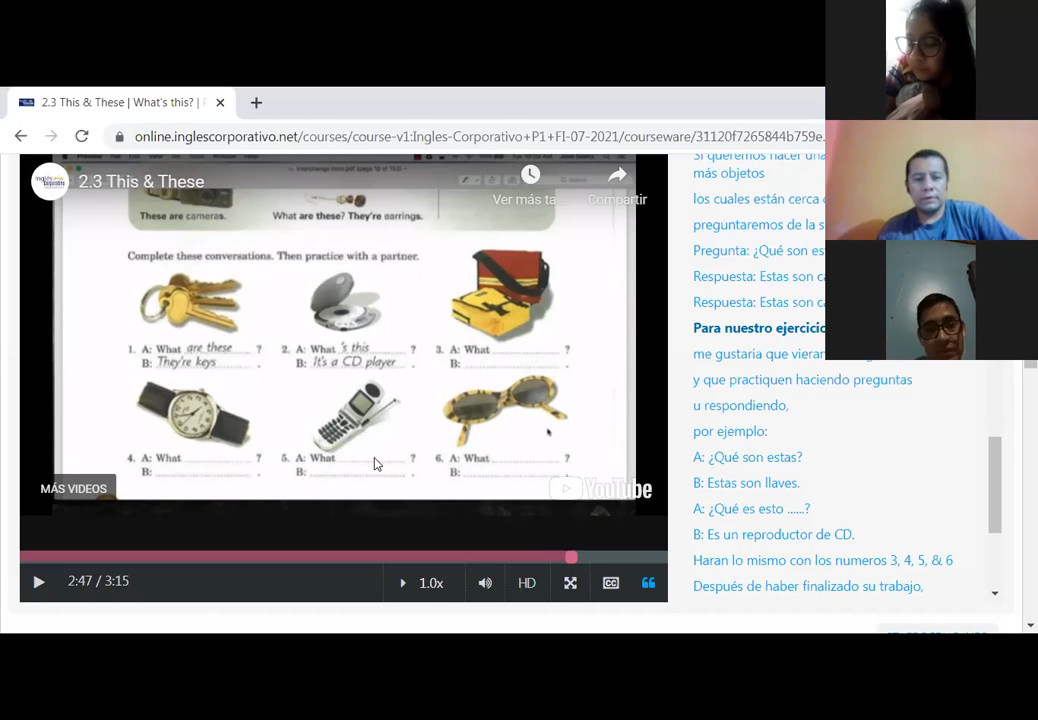 2.3 This & These | What's this? |
online.inglescorporativo.net/courses/course-v1:Ingles-Corporativo+P1+FI-07-2021/courseware/31120f7265844b759e...
2.3 This & These
Ver más ta...
Compartir
These are cameras.
What are these? They're earrings.
Complete these conversations. Then practice with a partner.
1. A: What are these ?
B: They're keys .
2. A: What 's this ?
B: It's a CD player .
3. A: What ?
B: .
4. A: What ?
B: .
5. A: What ?
B: .
6. A: What ?
B: .
MÁS VIDEOS
YouTube
2:47 / 3:15
1.0x
HD
CC
Si queremos hacer una
más objetos
los cuales están cerca
preguntaremos de la s
Pregunta: ¿Qué son es
Respuesta: Estas son c
Respuesta: Estas son c
Para nuestro ejercicio
me gustaria que vieran
y que practiquen haciendo preguntas
u respondiendo,
por ejemplo:
A: ¿Qué son estas?
B: Estas son llaves.
A: ¿Qué es esto ......?
B: Es un reproductor de CD.
Haran lo mismo con los numeros 3, 4, 5, & 6
Después de haber finalizado su trabajo,